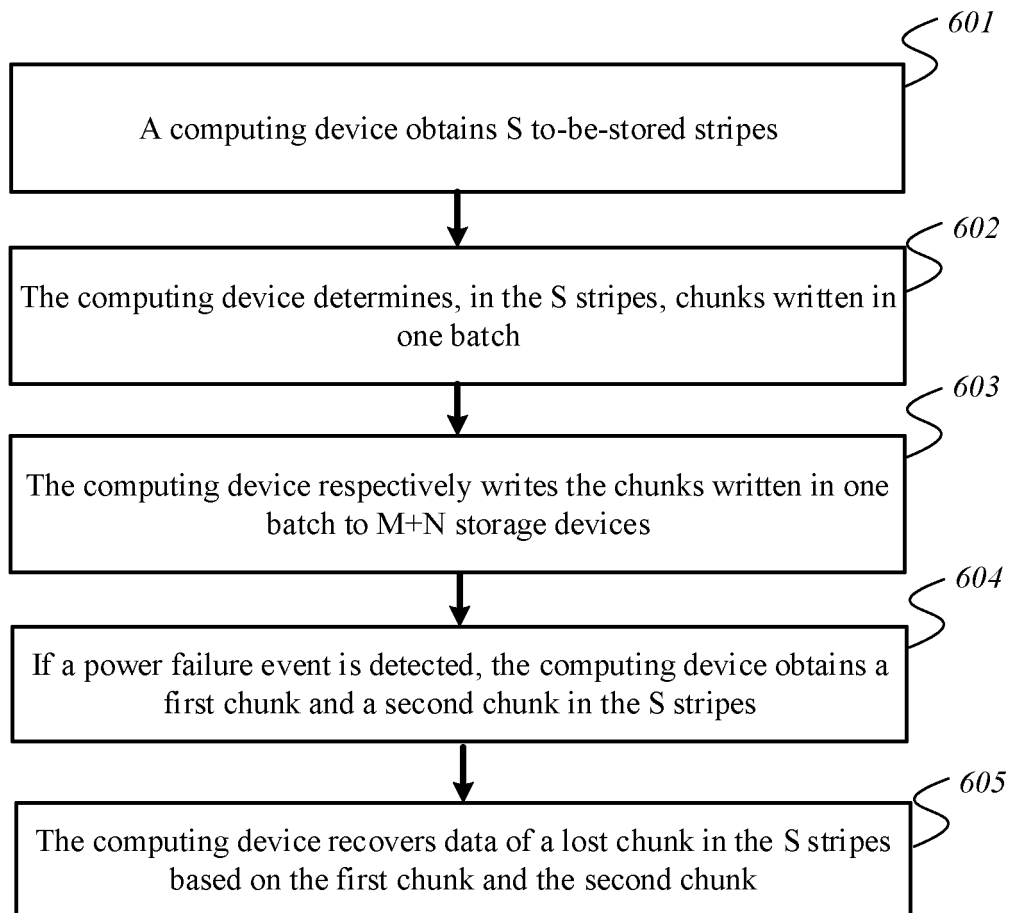 601
A computing device obtains S to-be-stored stripes
602
The computing device determines, in the S stripes, chunks written in
one batch
603
The computing device respectively writes the chunks written in one
batch to M+N storage devices
604
If a power failure event is detected, the computing device obtains a
first chunk and a second chunk in the S stripes
605
The computing device recovers data of a lost chunk in the S stripes
based on the first chunk and the second chunk